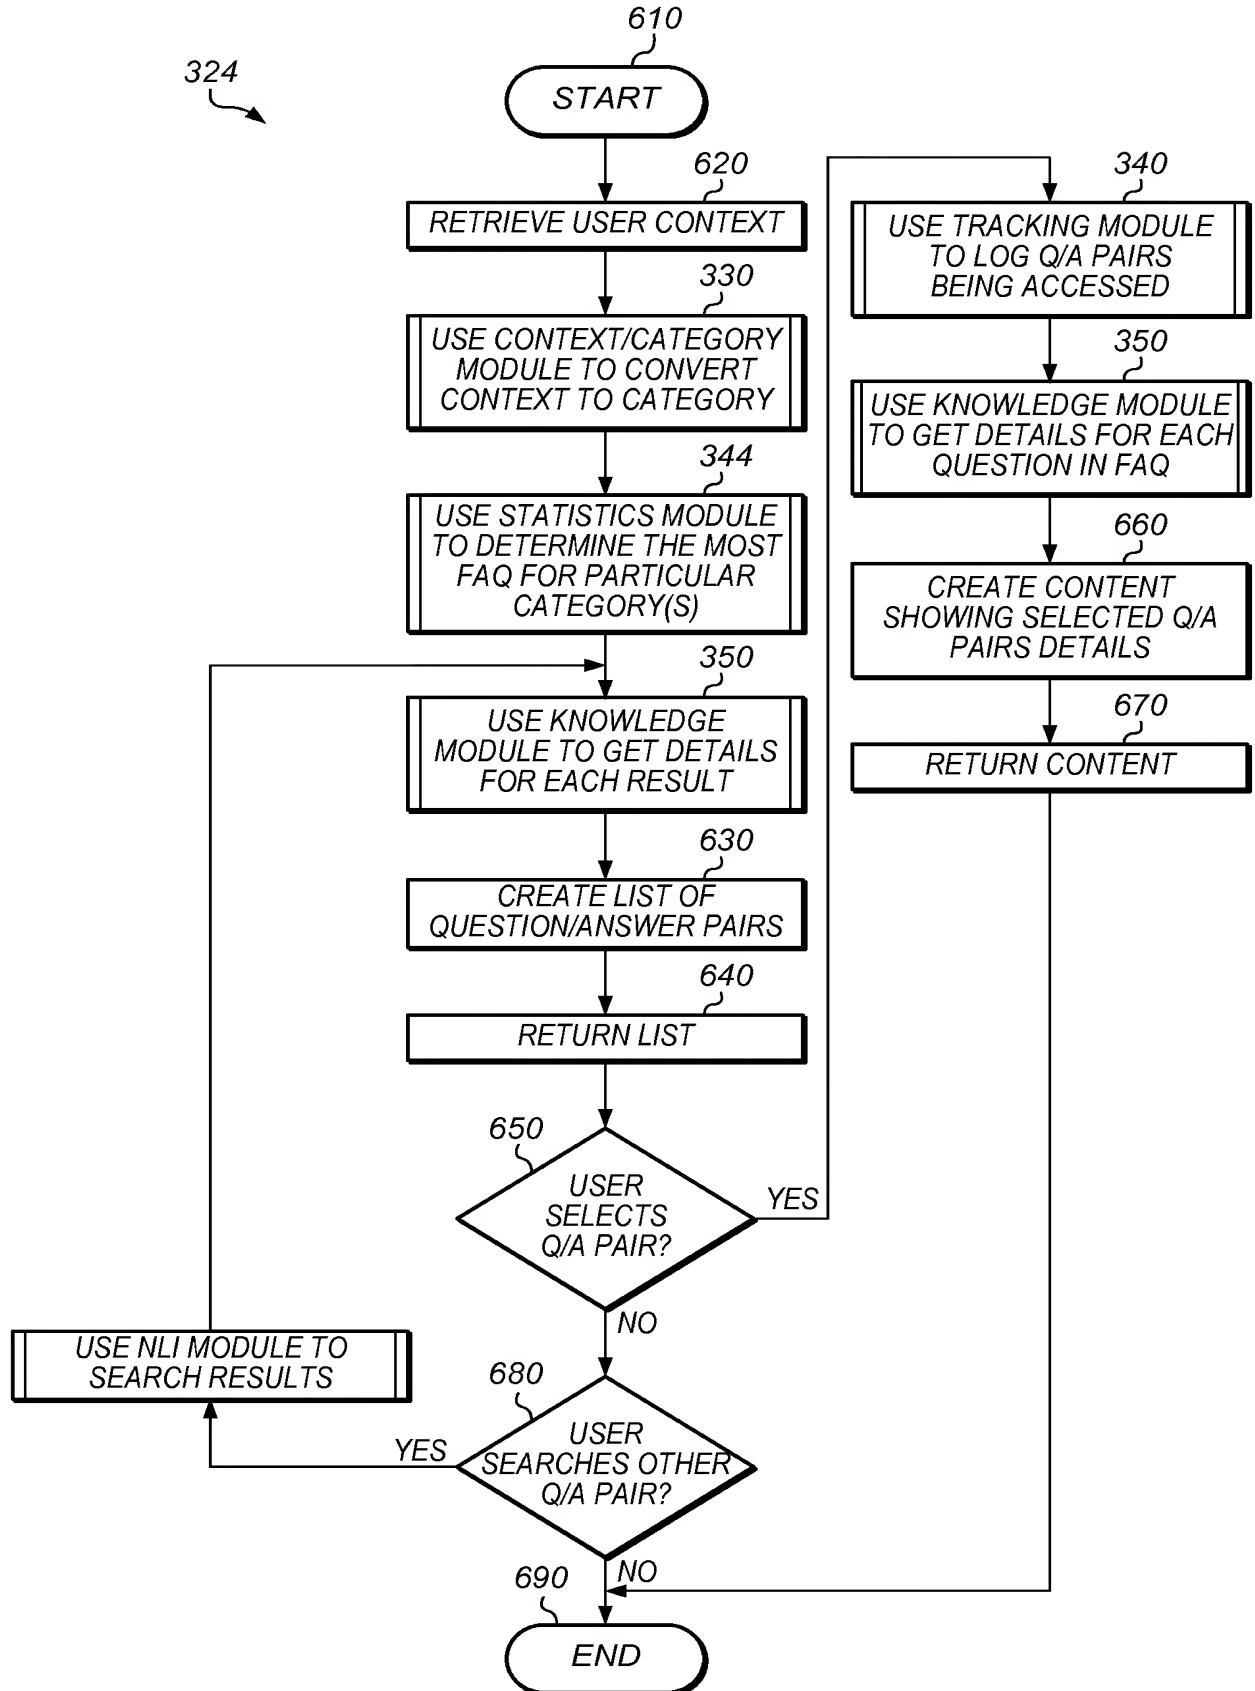 324
610
START
620
RETRIEVE USER CONTEXT
330
USE CONTEXT/CATEGORY
MODULE TO CONVERT
CONTEXT TO CATEGORY
344
USE STATISTICS MODULE
TO DETERMINE THE MOST
FAQ FOR PARTICULAR
CATEGORY(S)
350
USE KNOWLEDGE
MODULE TO GET DETAILS
FOR EACH RESULT
630
CREATE LIST OF
QUESTION/ANSWER PAIRS
640
RETURN LIST
650
USER
SELECTS
Q/A PAIR?
YES
NO
340
USE TRACKING MODULE
TO LOG Q/A PAIRS
BEING ACCESSED
350
USE KNOWLEDGE MODULE
TO GET DETAILS FOR EACH
QUESTION IN FAQ
660
CREATE CONTENT
SHOWING SELECTED Q/A
PAIRS DETAILS
670
RETURN CONTENT
680
USER
SEARCHES OTHER
Q/A PAIR?
YES
USE NLI MODULE TO
SEARCH RESULTS
NO
690
END